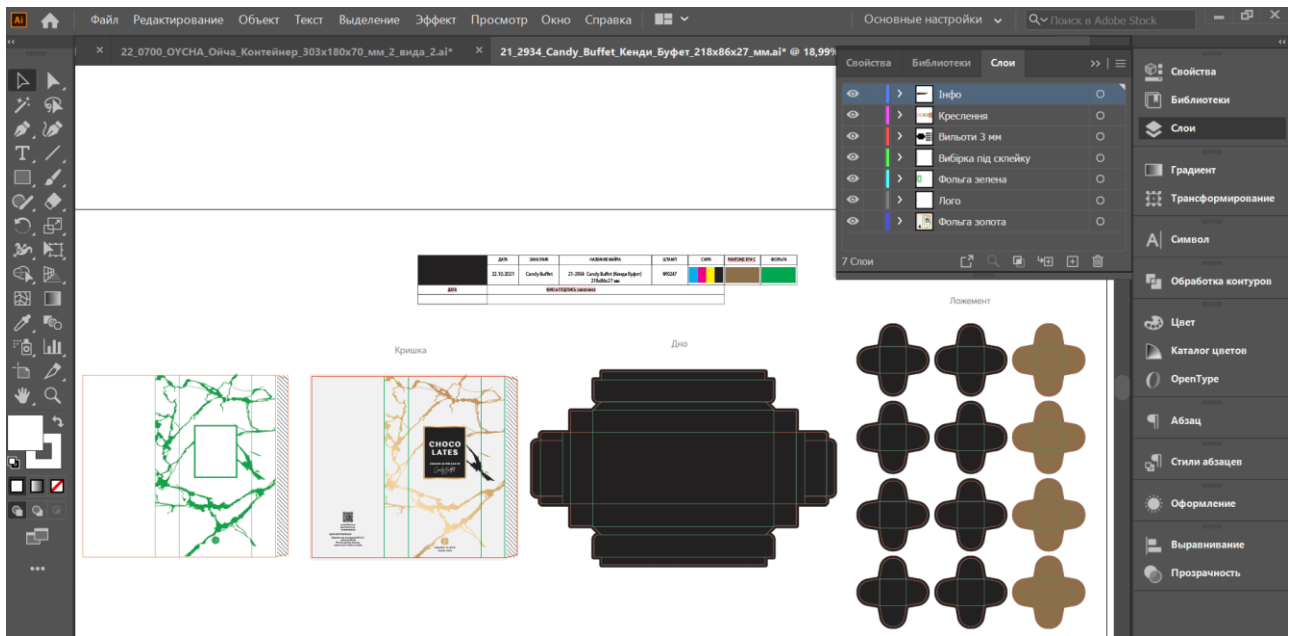 Ai Файл Редактирование Объект Текст Выделение Эффект Просмотр Окно Справка Основные настройки Поиск в Adobe Stock
22_0700_OYCHA_Ойча_Контейнер_303x180x70_мм_2_вида_2.ai*
21_2934_Candy_Buffet_Кенди_Буфет_218x86x27_мм.ai* @ 18,99%
Свойства Библиотеки Слои
Інфо
Креслення
Вильоти 3 мм
Вибірка під склейку
Фольга зелена
Лого
Фольга золота
7 Слои
Свойства
Библиотеки
Слои
Градиент
Трансформирование
Символ
Обработка контуров
Цвет
Каталог цветов
OpenType
Абзац
Стили абзацев
Оформление
Выравнивание
Прозрачность
ДАТА ЗАКАЗЧИК НАЗВАНИЕ ФАЙЛА ШТАМП CMYK ФОЛЬГА
22.10.2021 Candy Buffet 21-2934 Candy Buffet (Кенди Буфет) №0247
218x86x27 мм
ДАТА
Кришка
Дно
Ложемент
CHOCO
LATES